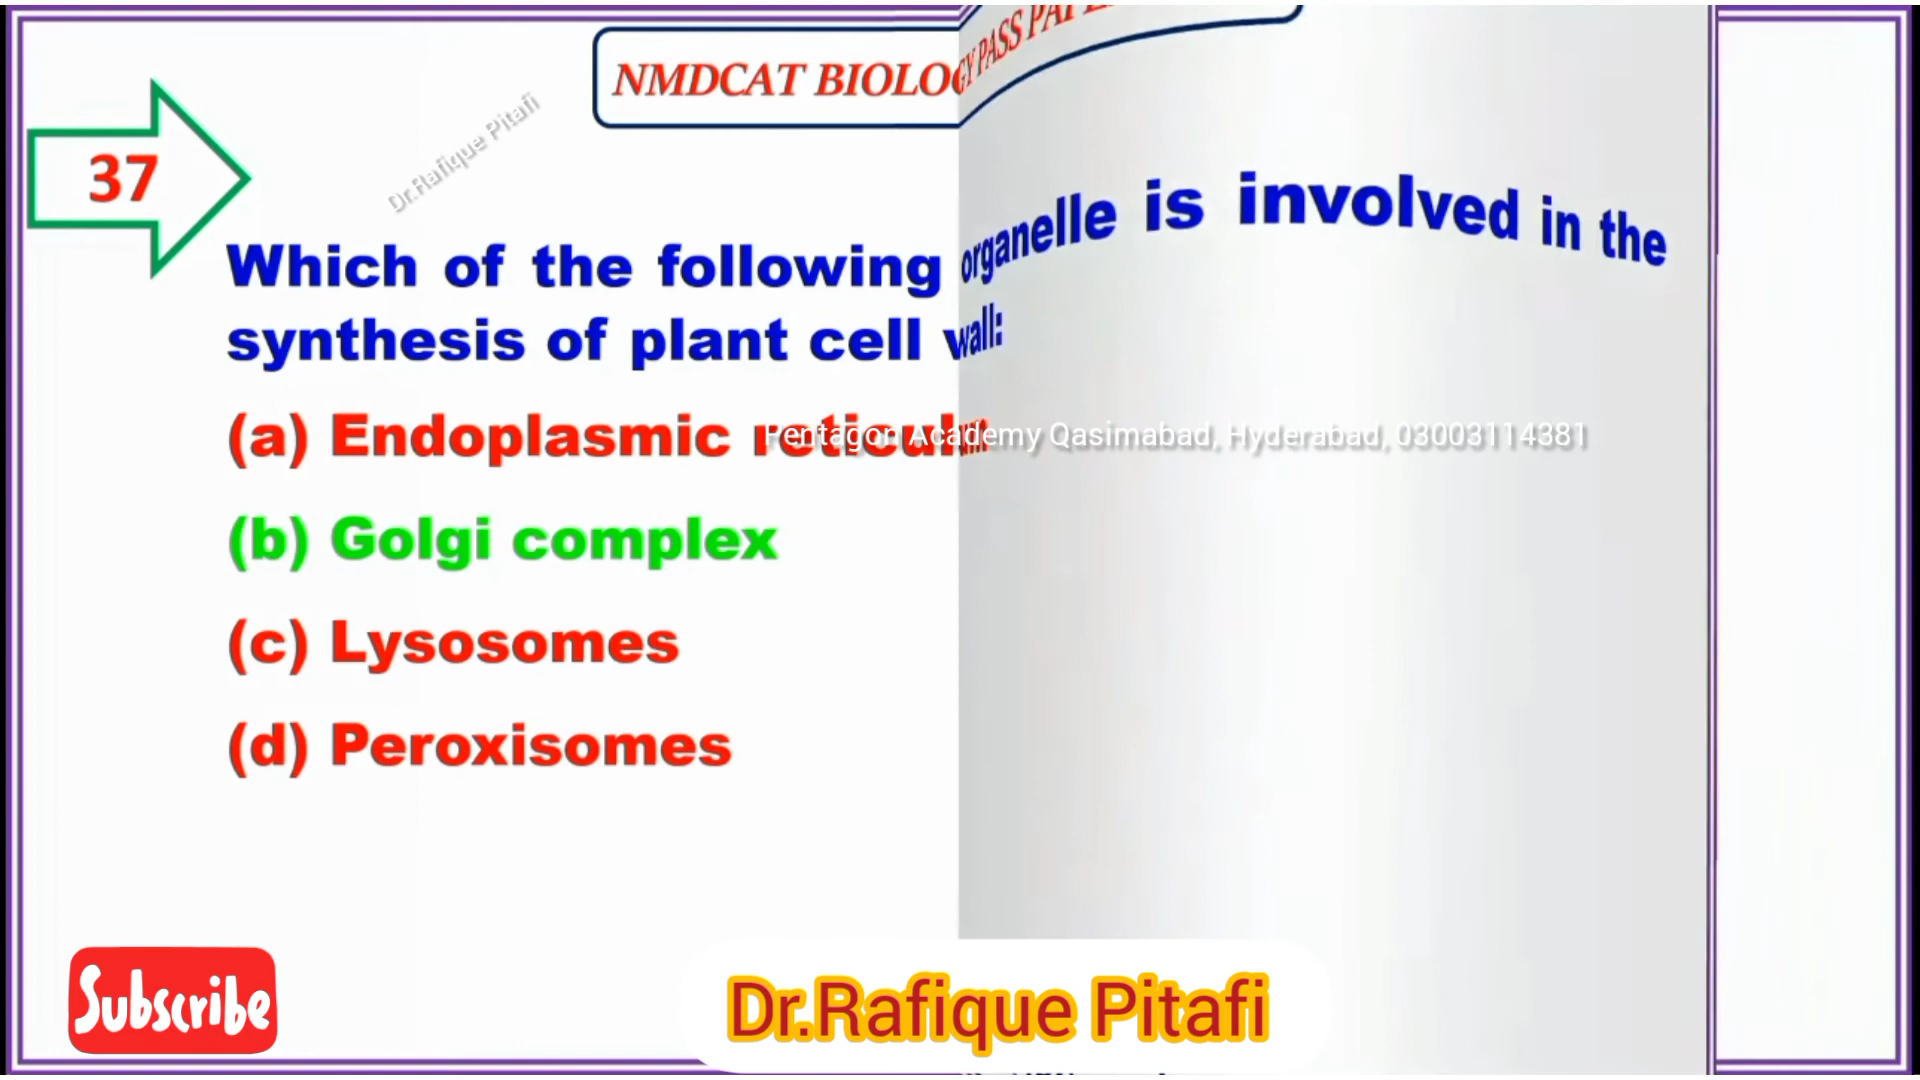 NMDCAT BIOLOGY PASS
37
Dr.Rafique Pitafi
Which of the following organelle is involved in the
synthesis of plant cell wall:
(a) Endoplasmic reticulum
Pentagon Academy Qasimabad, Hyderabad, 03003114381
(b) Golgi complex
(c) Lysosomes
(d) Peroxisomes
Subscribe
Dr.Rafique Pitafi